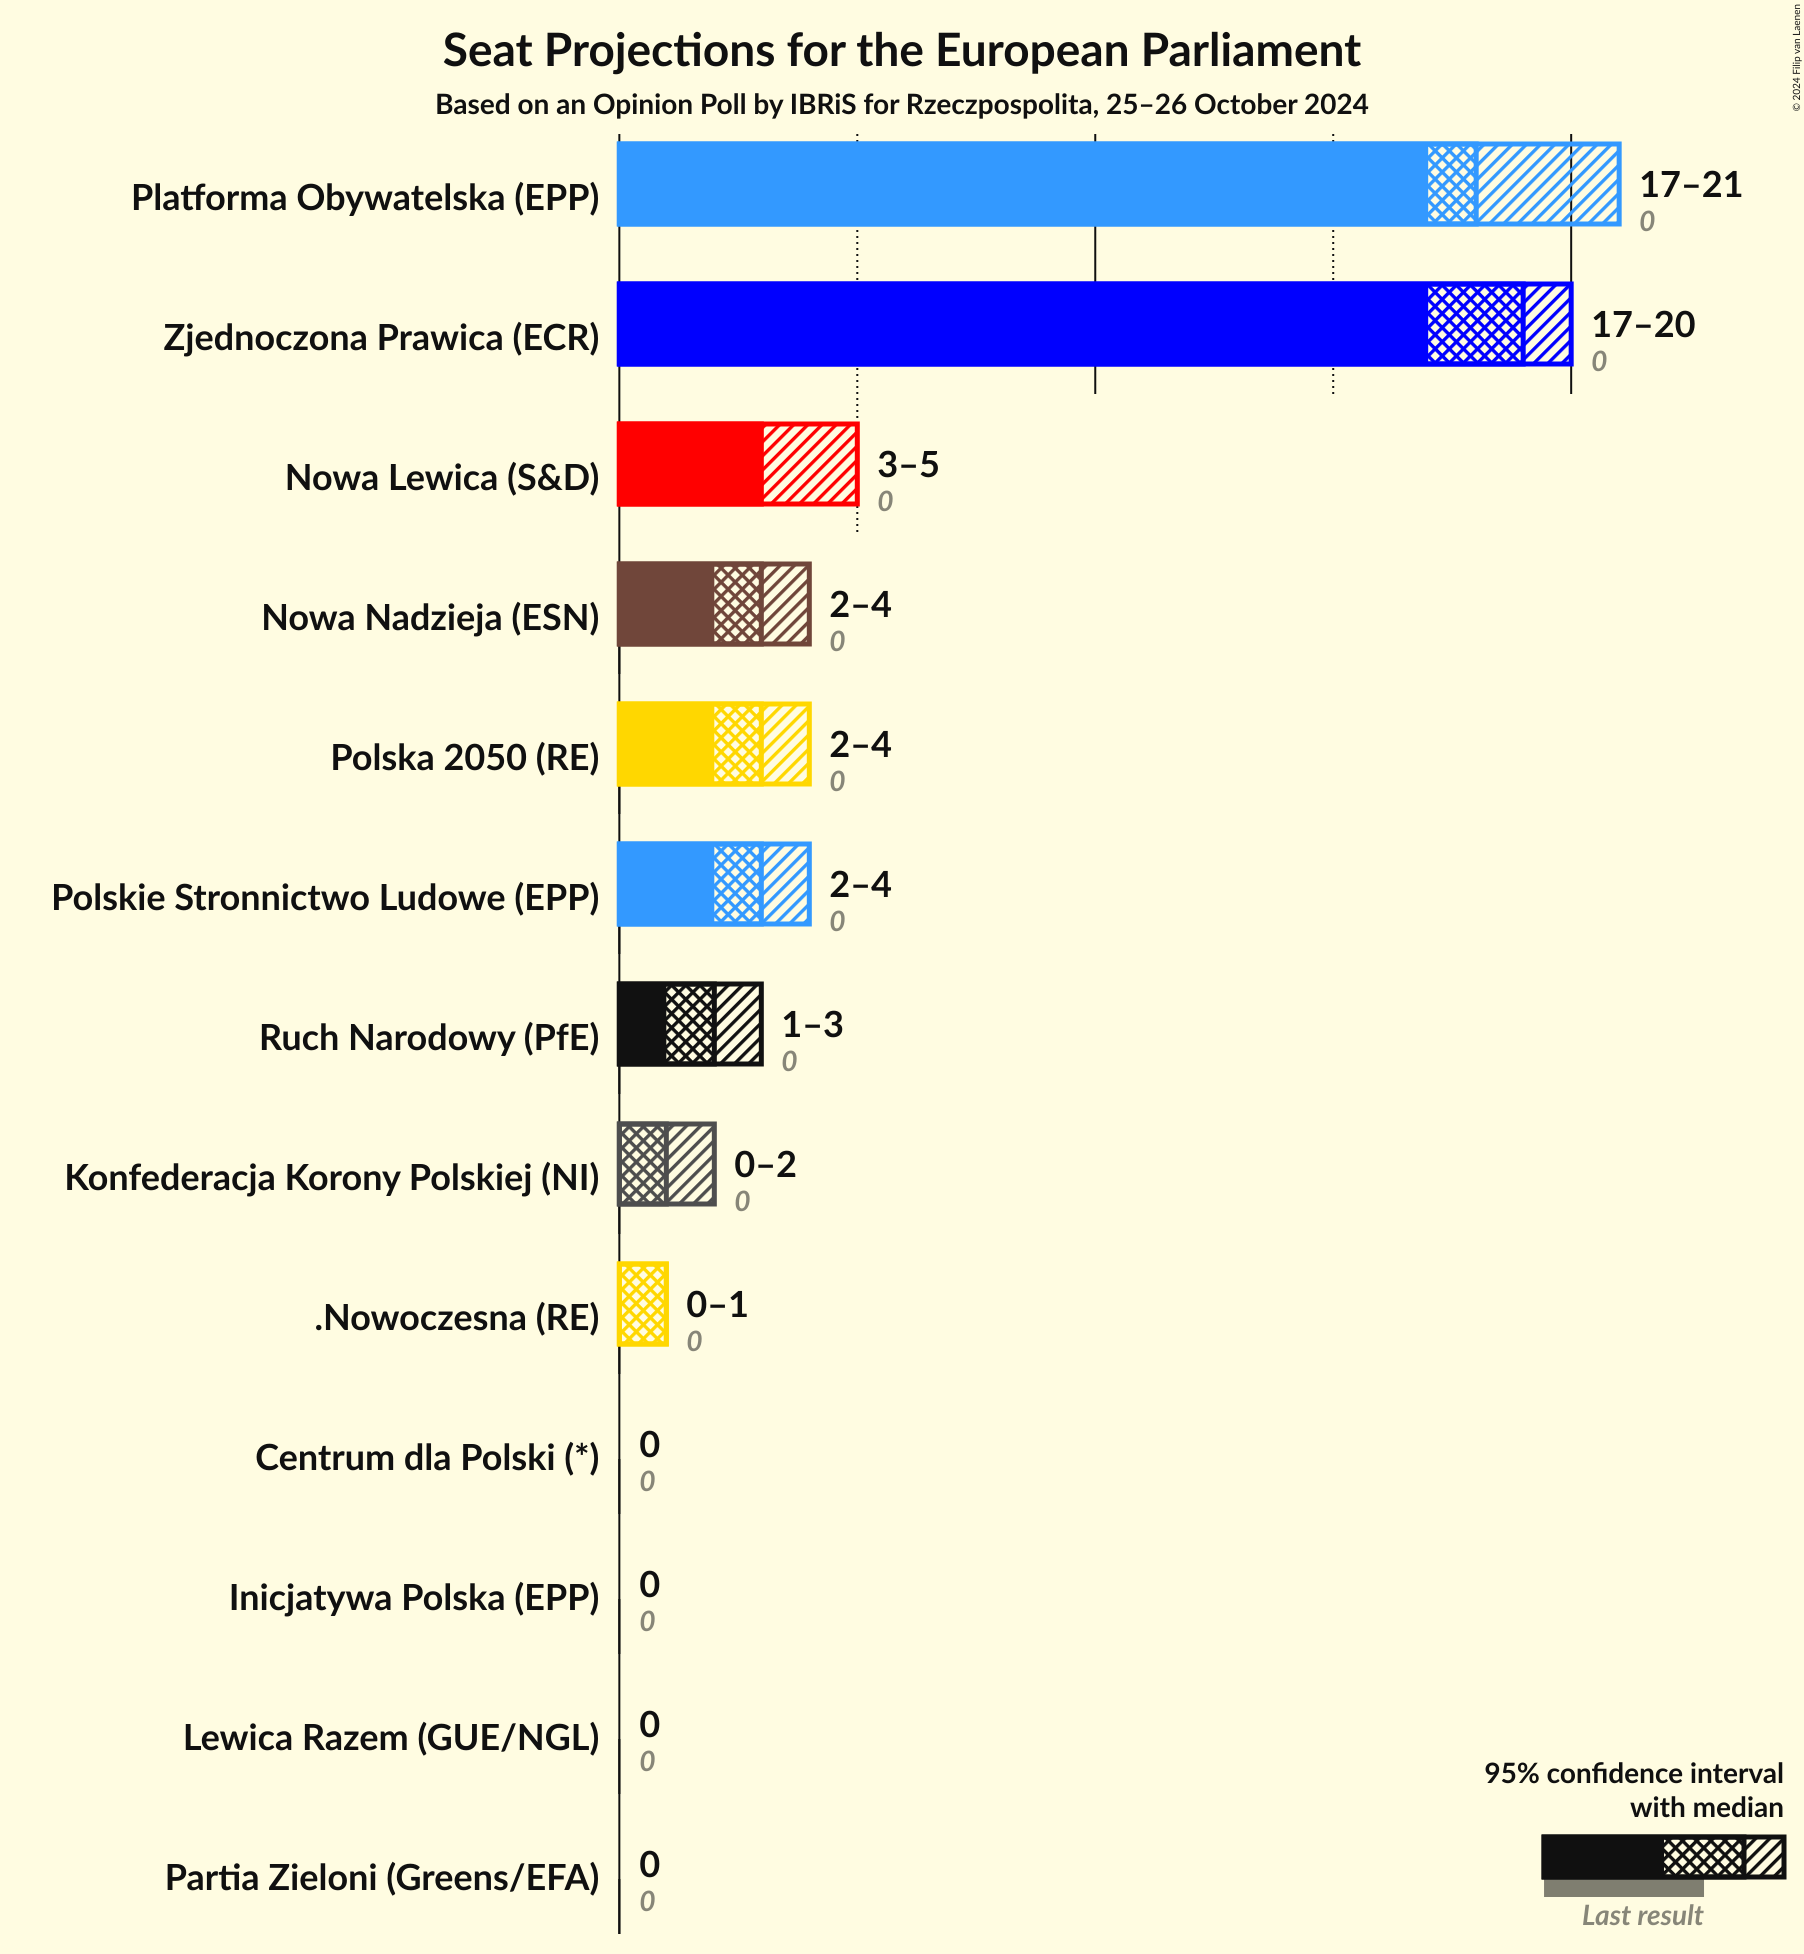 Seat Projections for the European Parliament
Based on an Opinion Poll by IBRiS for Rzeczpospolita, 25–26 October 2024
© 2024 Filip van Laenen
Platforma Obywatelska (EPP)
17–21
0
Zjednoczona Prawica (ECR)
17–20
0
Nowa Lewica (S&D)
3–5
0
Nowa Nadzieja (ESN)
2–4
0
Polska 2050 (RE)
2–4
0
Polskie Stronnictwo Ludowe (EPP)
2–4
0
Ruch Narodowy (PfE)
1–3
0
Konfederacja Korony Polskiej (NI)
0–2
0
.Nowoczesna (RE)
0–1
0
Centrum dla Polski (*)
0
0
Inicjatywa Polska (EPP)
0
0
Lewica Razem (GUE/NGL)
0
0
Partia Zieloni (Greens/EFA)
0
0
95% confidence interval
with median
Last result